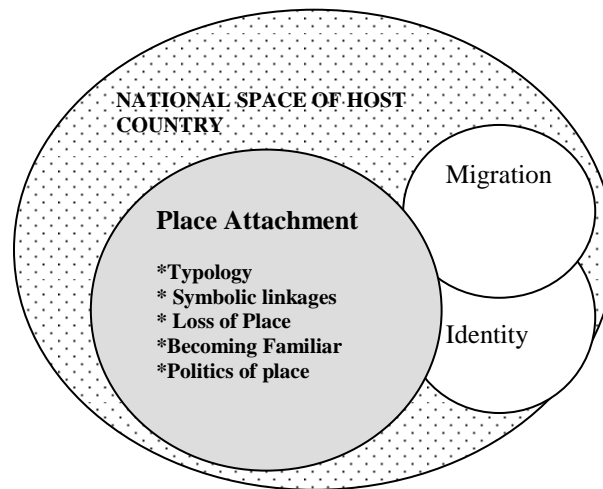 NATIONAL SPACE OF HOST
COUNTRY
Migration
Place Attachment
*Typology
* Symbolic linkages
* Loss of Place
*Becoming Familiar
*Politics of place
Identity